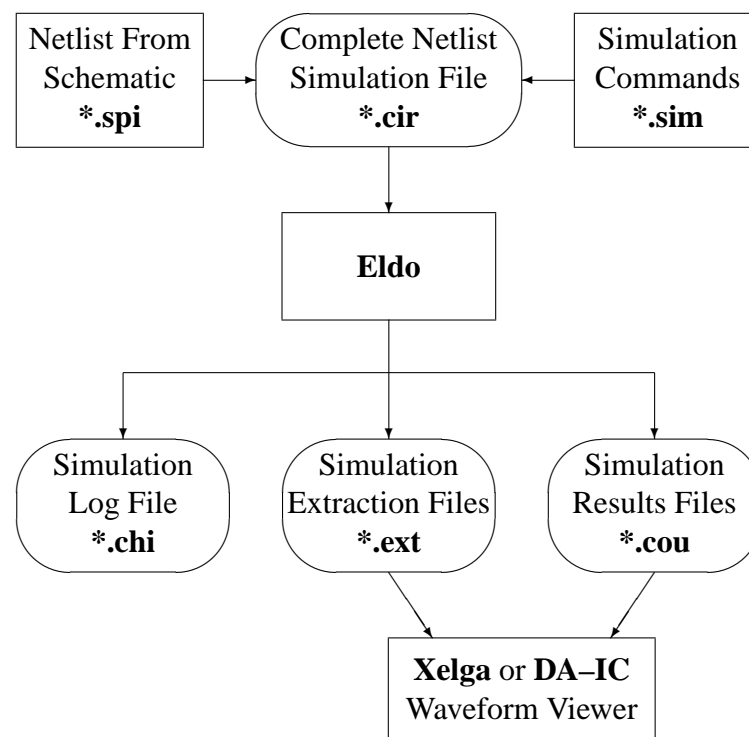 Netlist From
Schematic
*.spi
Complete Netlist
Simulation File
*.cir
Simulation
Commands
*.sim
Eldo
Simulation
Log File
*.chi
Simulation
Extraction Files
*.ext
Simulation
Results Files
*.cou
Xelga or DA–IC
Waveform Viewer